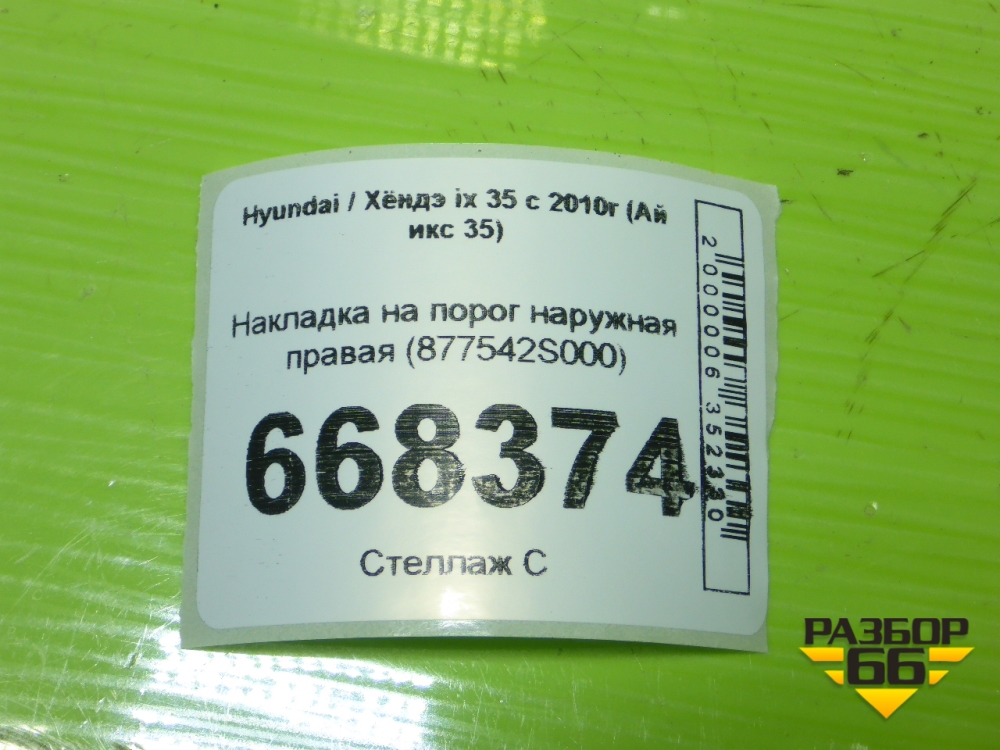 Hyundai / Хёндэ ix 35 с 2010г (Ай
икс 35)
Накладка на порог наружная
правая (877542S000)
668374
Стеллаж С
2000006352330
РАЗБОР
66